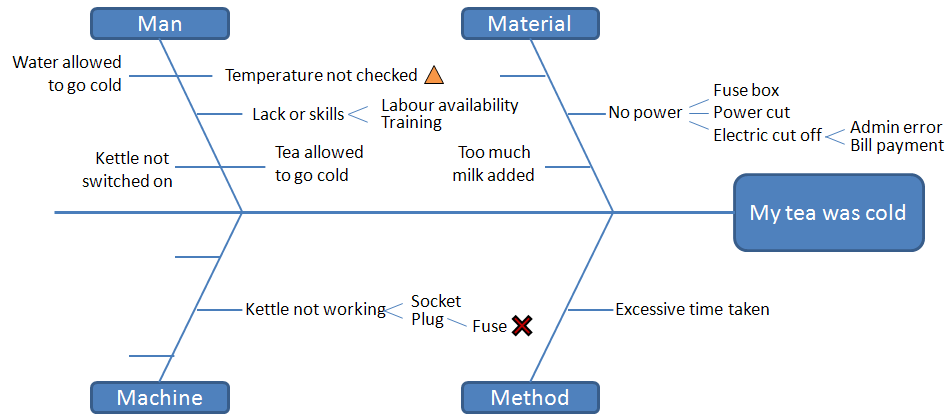 Man
Material
Water allowed
to go cold
Temperature not checked
Lack or skills
Labour availability
Training
Kettle not
switched on
Tea allowed
to go cold
Too much
milk added
No power
Fuse box
Power cut
Electric cut off
Admin error
Bill payment
My tea was cold
Kettle not working
Socket
Plug
Fuse
Excessive time taken
Machine
Method